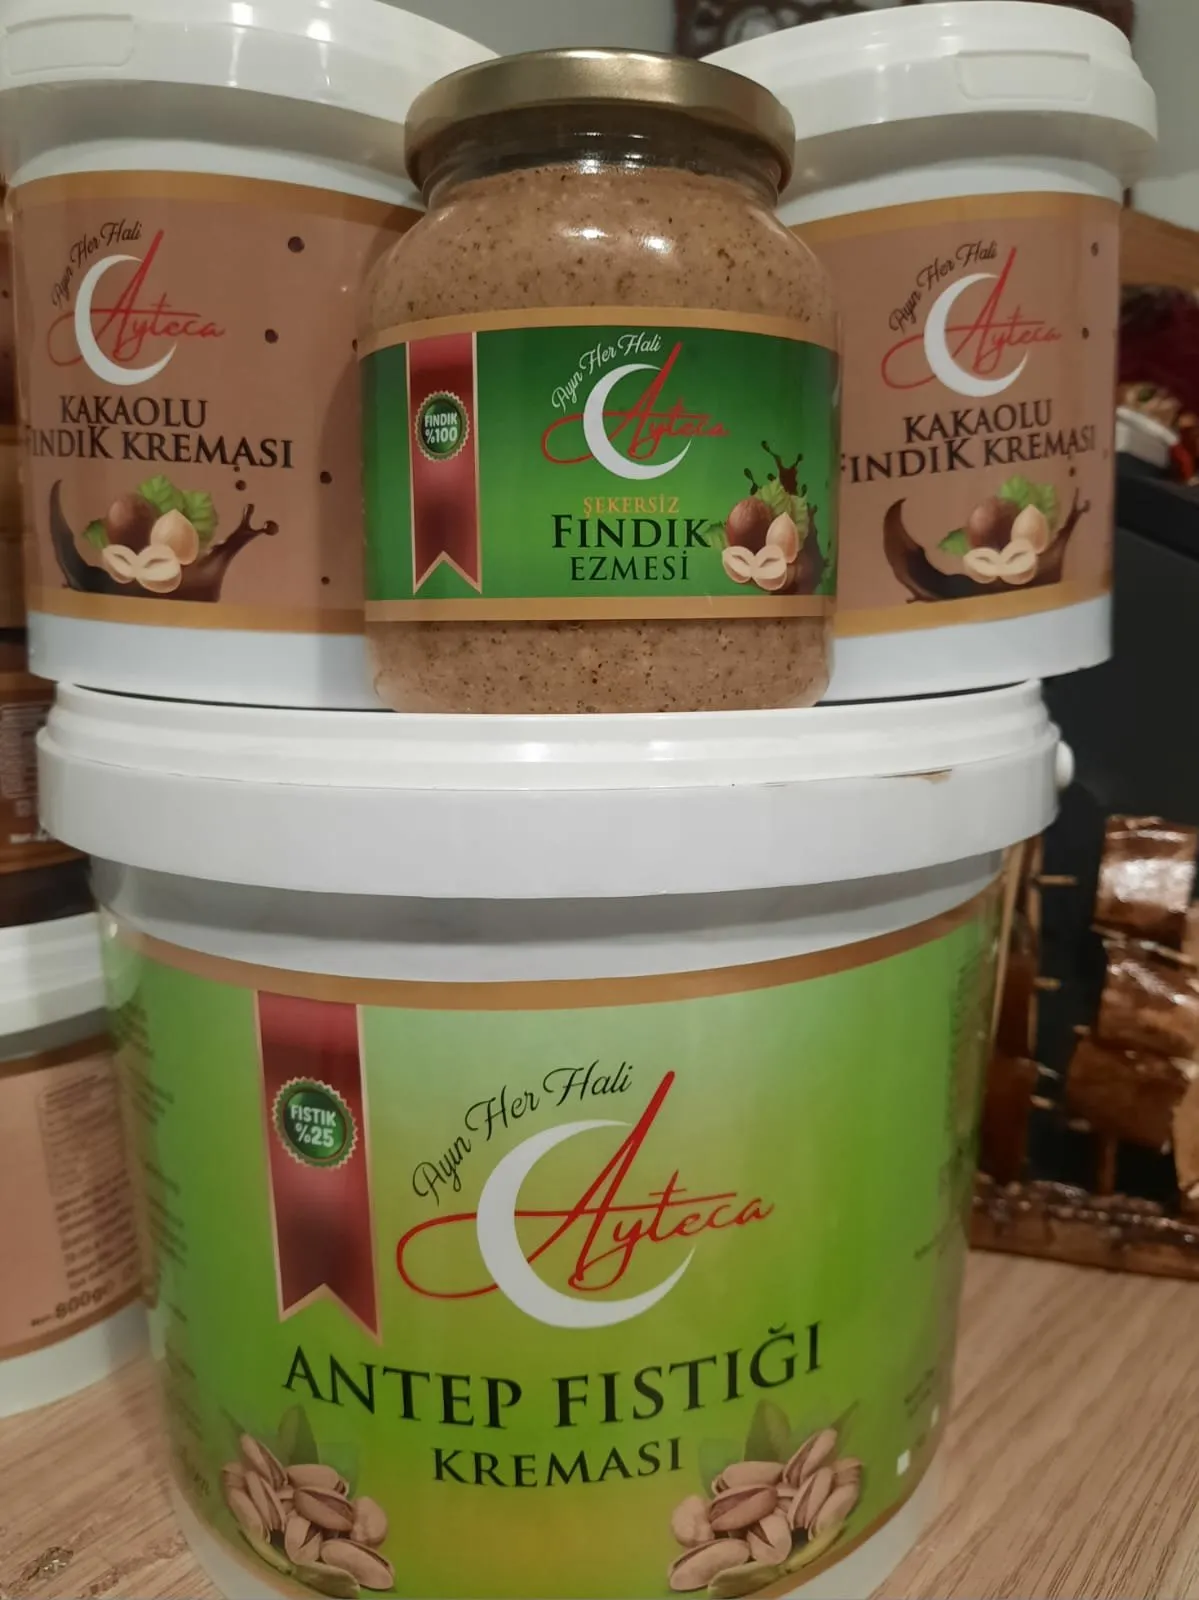 Ayın Her Hali
Ayteca
KAKAOLU
FINDIK KREMASI
FINDIK
%100
Ayın Her Hali
Ayteca
ŞEKERSİZ
FINDIK
EZMESİ
Ayın Her Hali
Ayteca
KAKAOLU
FINDIK KREMASI
FISTIK
%25
Ayın Her Hali
Ayteca
ANTEP FISTIĞI
KREMASI
800g